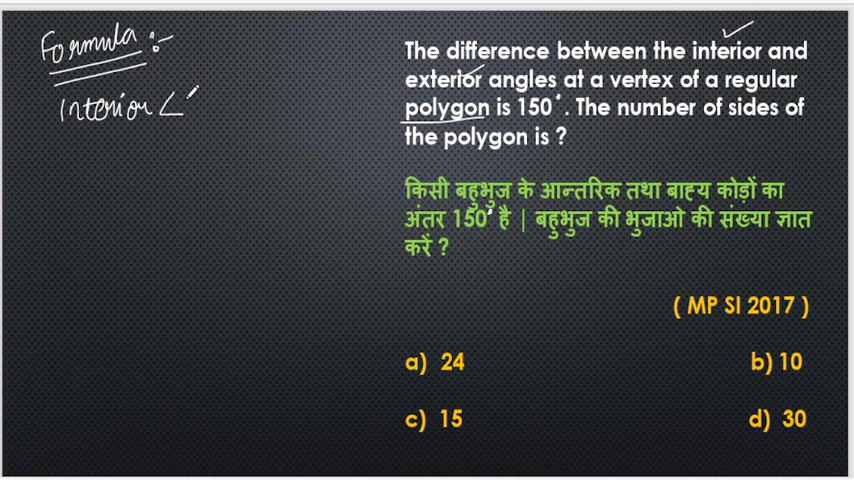 Formula :-
Interior <
The difference between the interior and
exterior angles at a vertex of a regular
polygon is 150°. The number of sides of
the polygon is ?
किसी बहुभुज के आन्तरिक तथा बाह्य कोड़ों का
अंतर 150° है | बहुभुज की भुजाओ की संख्या ज्ञात
करें ?
( MP SI 2017 )
a) 24
b) 10
c) 15
d) 30